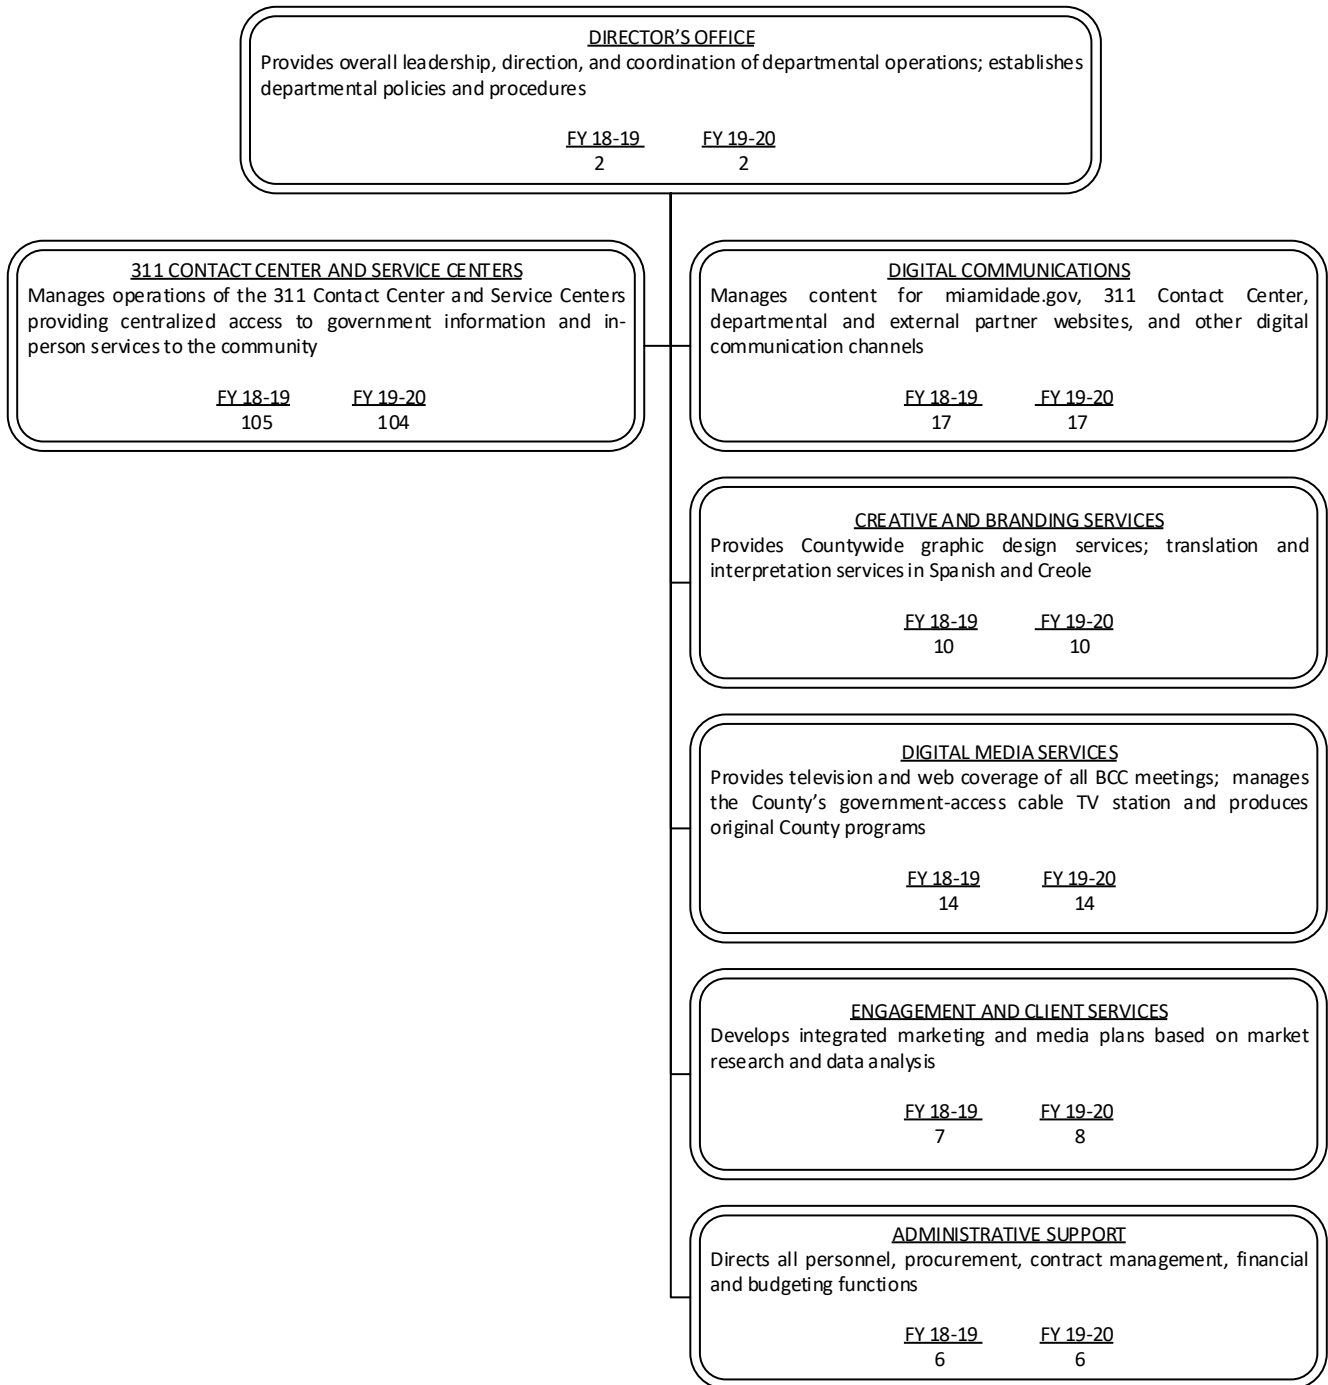 DIRECTOR’S OFFICE
Provides overall leadership, direction, and coordination of departmental operations; establishes
departmental policies and procedures
FY 18-19 FY 19-20
2 2
311 CONTACT CENTER AND SERVICE CENTERS
Manages operations of the 311 Contact Center and Service Centers
providing centralized access to government information and in-
person services to the community
FY 18-19 FY 19-20
105 104
DIGITAL COMMUNICATIONS
Manages content for miamidade.gov, 311 Contact Center,
departmental and external partner websites, and other digital
communication channels
FY 18-19 FY 19-20
17 17
CREATIVE AND BRANDING SERVICES
Provides Countywide graphic design services; translation and
interpretation services in Spanish and Creole
FY 18-19 FY 19-20
10 10
DIGITAL MEDIA SERVICES
Provides television and web coverage of all BCC meetings; manages
the County’s government-access cable TV station and produces
original County programs
FY 18-19 FY 19-20
14 14
ENGAGEMENT AND CLIENT SERVICES
Develops integrated marketing and media plans based on market
research and data analysis
FY 18-19 FY 19-20
7 8
ADMINISTRATIVE SUPPORT
Directs all personnel, procurement, contract management, financial
and budgeting functions
FY 18-19 FY 19-20
6 6